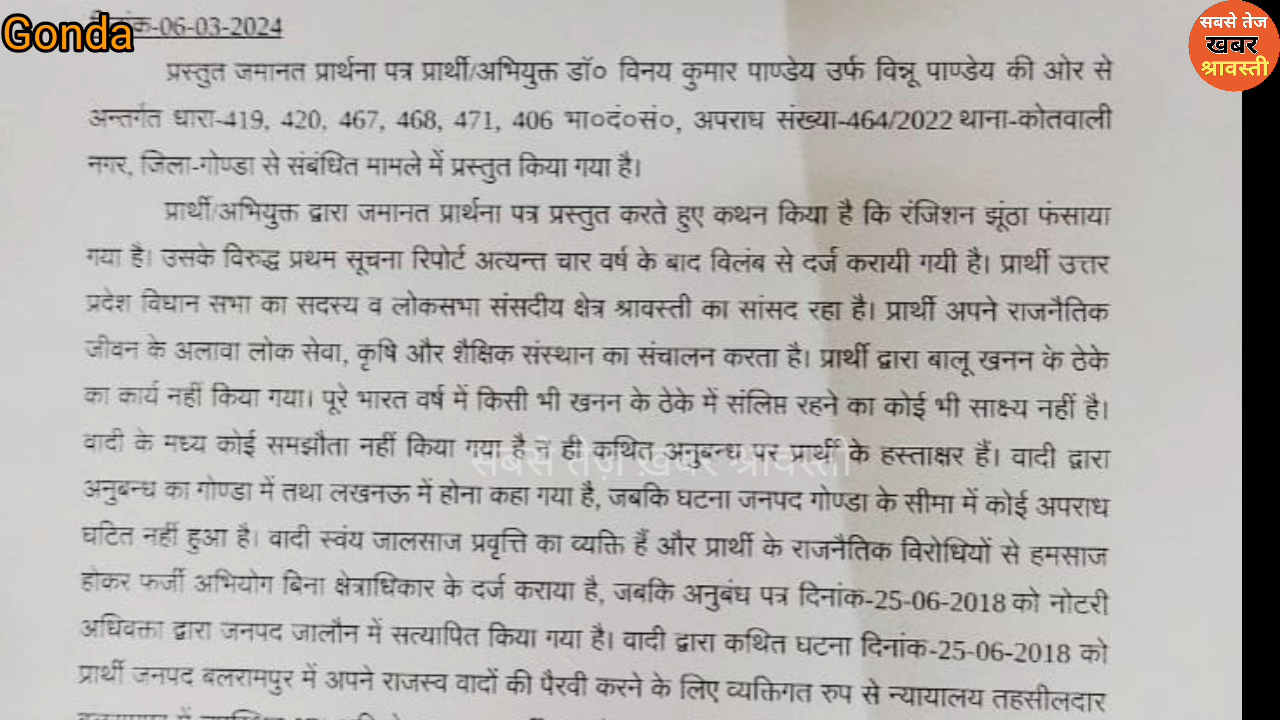 Gonda
दिनांक-06-03-2024
सबसे तेज
खबर
श्रावस्ती
प्रस्तुत जमानत प्रार्थना पत्र प्रार्थी/अभियुक्त डॉ० विनय कुमार पाण्डेय उर्फ विन्नू पाण्डेय की ओर से
अन्तर्गत धारा-419, 420, 467, 468, 471, 406 भा०दं०सं०, अपराध संख्या-464/2022 थाना-कोतवाली
नगर, जिला-गोण्डा से संबंधित मामले में प्रस्तुत किया गया है।
प्रार्थी/अभियुक्त द्वारा जमानत प्रार्थना पत्र प्रस्तुत करते हुए कथन किया है कि रंजिशन झूंठा फंसाया
गया है। उसके विरुद्ध प्रथम सूचना रिपोर्ट अत्यन्त चार वर्ष के बाद विलंब से दर्ज करायी गयी है। प्रार्थी उत्तर
प्रदेश विधान सभा का सदस्य व लोकसभा संसदीय क्षेत्र श्रावस्ती का सांसद रहा है। प्रार्थी अपने राजनैतिक
जीवन के अलावा लोक सेवा, कृषि और शैक्षिक संस्थान का संचालन करता है। प्रार्थी द्वारा बालू खनन के ठेके
का कार्य नहीं किया गया। पूरे भारत वर्ष में किसी भी खनन के ठेके में संलिप्त रहने का कोई भी साक्ष्य नहीं है।
वादी के मध्य कोई समझौता नहीं किया गया है न ही कथित अनुबन्ध पर प्रार्थी के हस्ताक्षर हैं। वादी द्वारा
सबसे तेज़ ख़बर श्रावस्ती
अनुबन्ध का गोण्डा में तथा लखनऊ में होना कहा गया है, जबकि घटना जनपद गोण्डा के सीमा में कोई अपराध
घटित नहीं हुआ है। वादी स्वंय जालसाज प्रवृत्ति का व्यक्ति हैं और प्रार्थी के राजनैतिक विरोधियों से हमसाज
होकर फर्जी अभियोग बिना क्षेत्राधिकार के दर्ज कराया है, जबकि अनुबंध पत्र दिनांक-25-06-2018 को नोटरी
अधिवक्ता द्वारा जनपद जालौन में सत्यापित किया गया है। वादी द्वारा कथित घटना दिनांक-25-06-2018 को
प्रार्थी जनपद बलरामपुर में अपने राजस्व वादों की पैरवी करने के लिए व्यक्तिगत रुप से न्यायालय तहसीलदार